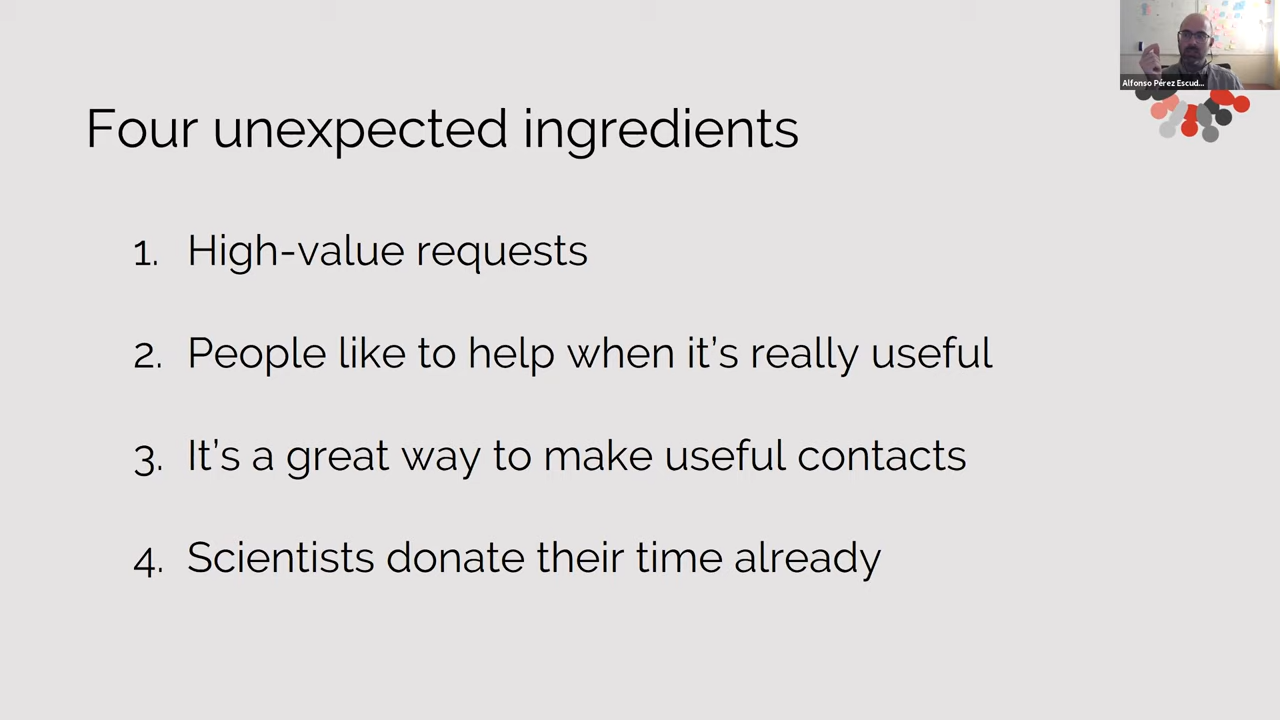 Alfonso Pérez Escud...
Four unexpected ingredients
1. High-value requests
2. People like to help when it’s really useful
3. It’s a great way to make useful contacts
4. Scientists donate their time already